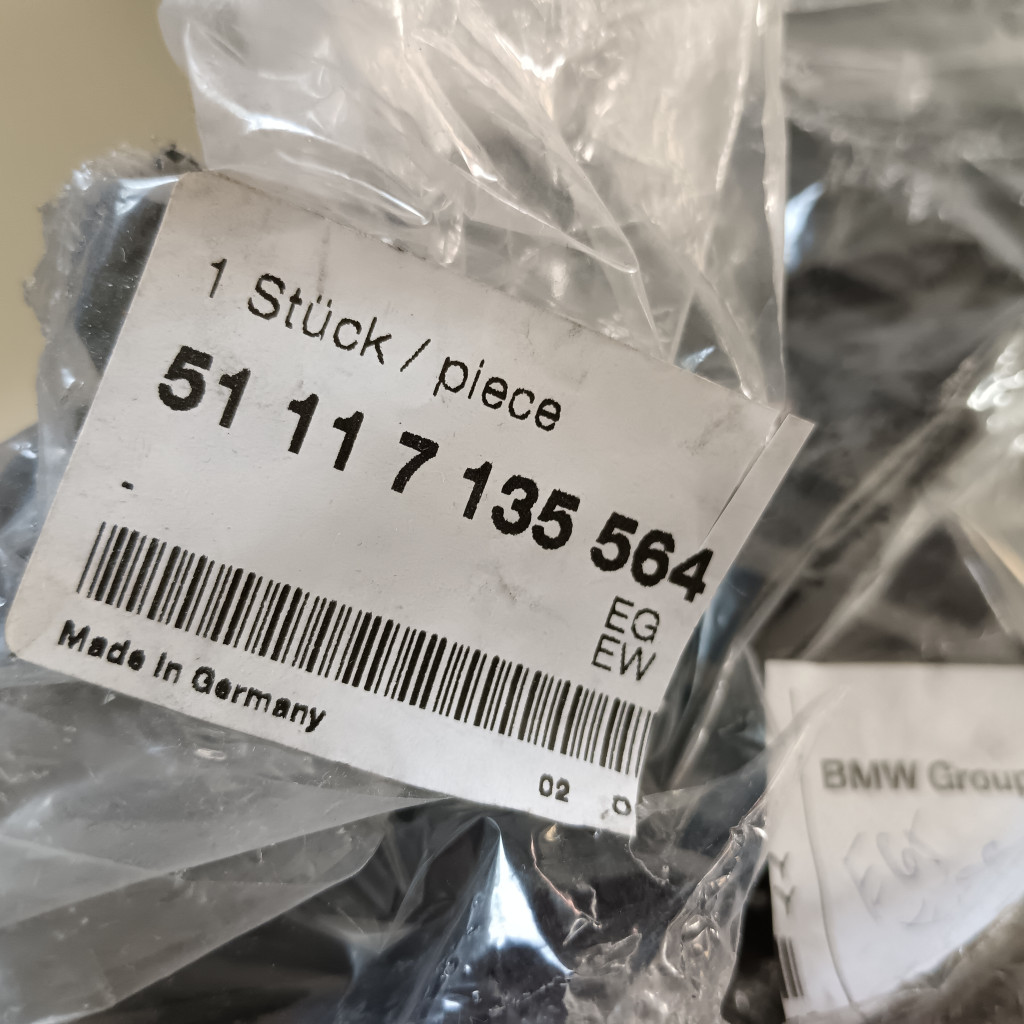 1 Stück / piece
51 11 7 135 564
EG
EW
Made in Germany
02
BMW Group